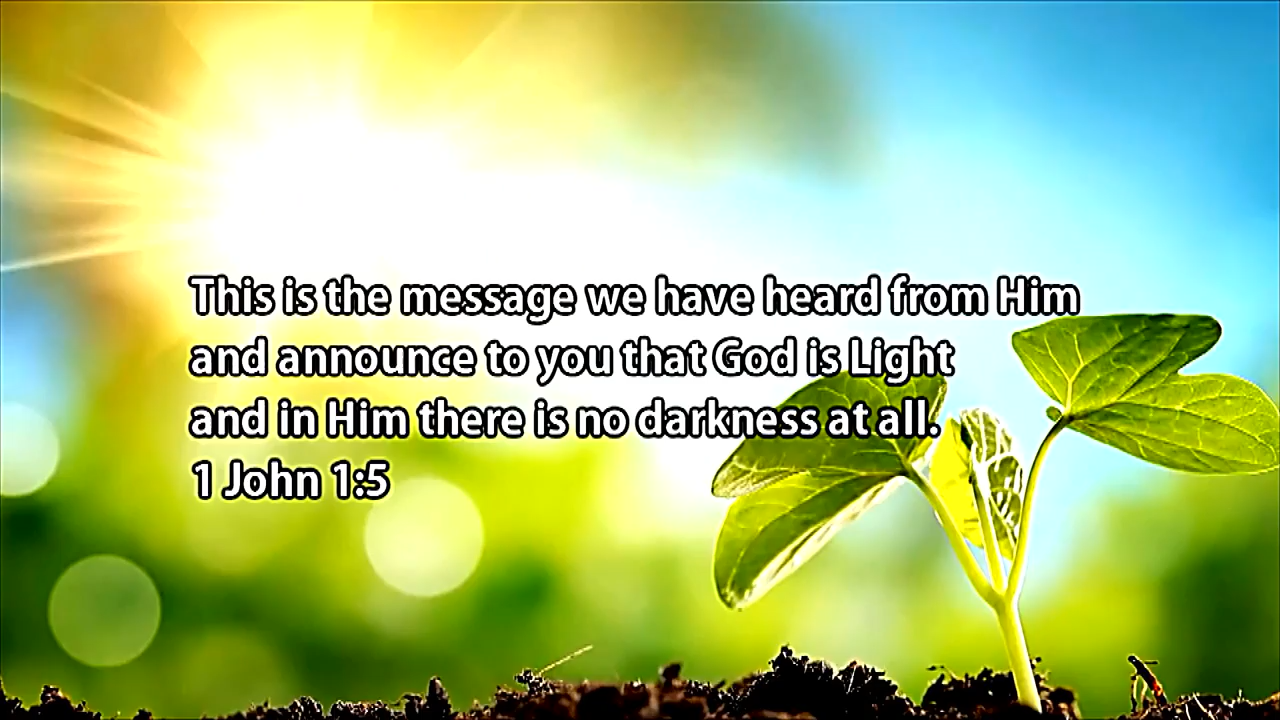 This is the message we have heard from Him
and announce to you that God is Light
and in Him there is no darkness at all.
1 John 1:5